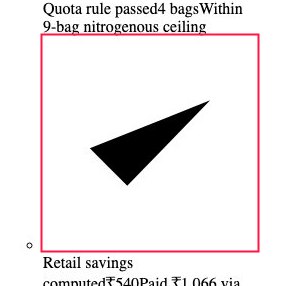 Quota rule passed4 bagsWithin
9-bag nitrogenous ceiling
Retail savings
computed₹540Paid ₹1,066 via